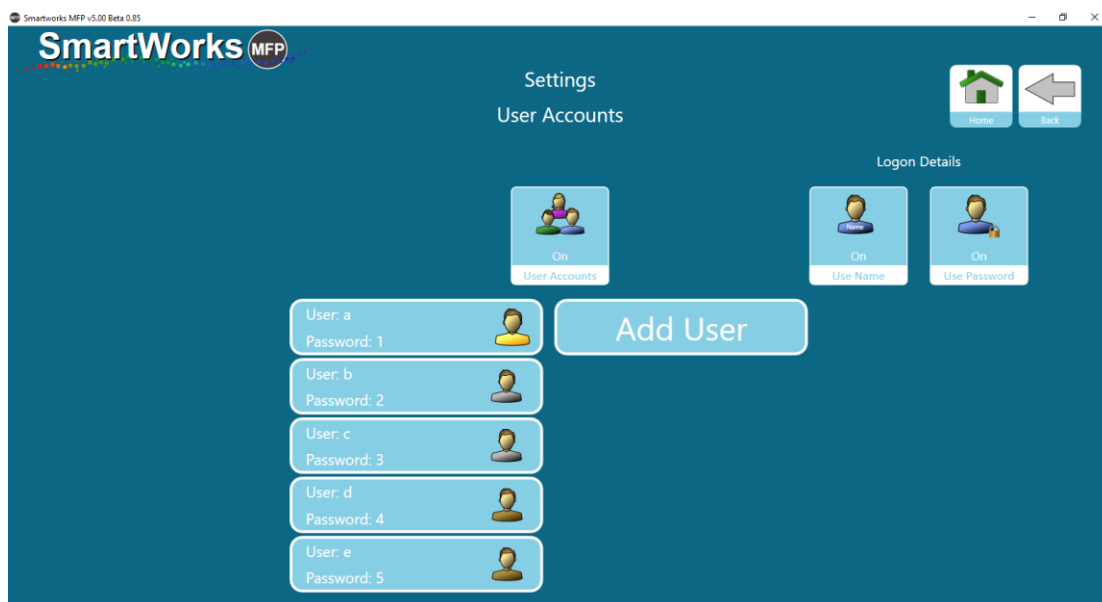 Smartworks MFP v5.00 Beta 0.85
SmartWorks MFP
Settings
User Accounts
Home
Back
Logon Details
Name
On
User Accounts
On
Use Name
On
Use Password
User: a
Password: 1
Add User
User: b
Password: 2
User: c
Password: 3
User: d
Password: 4
User: e
Password: 5